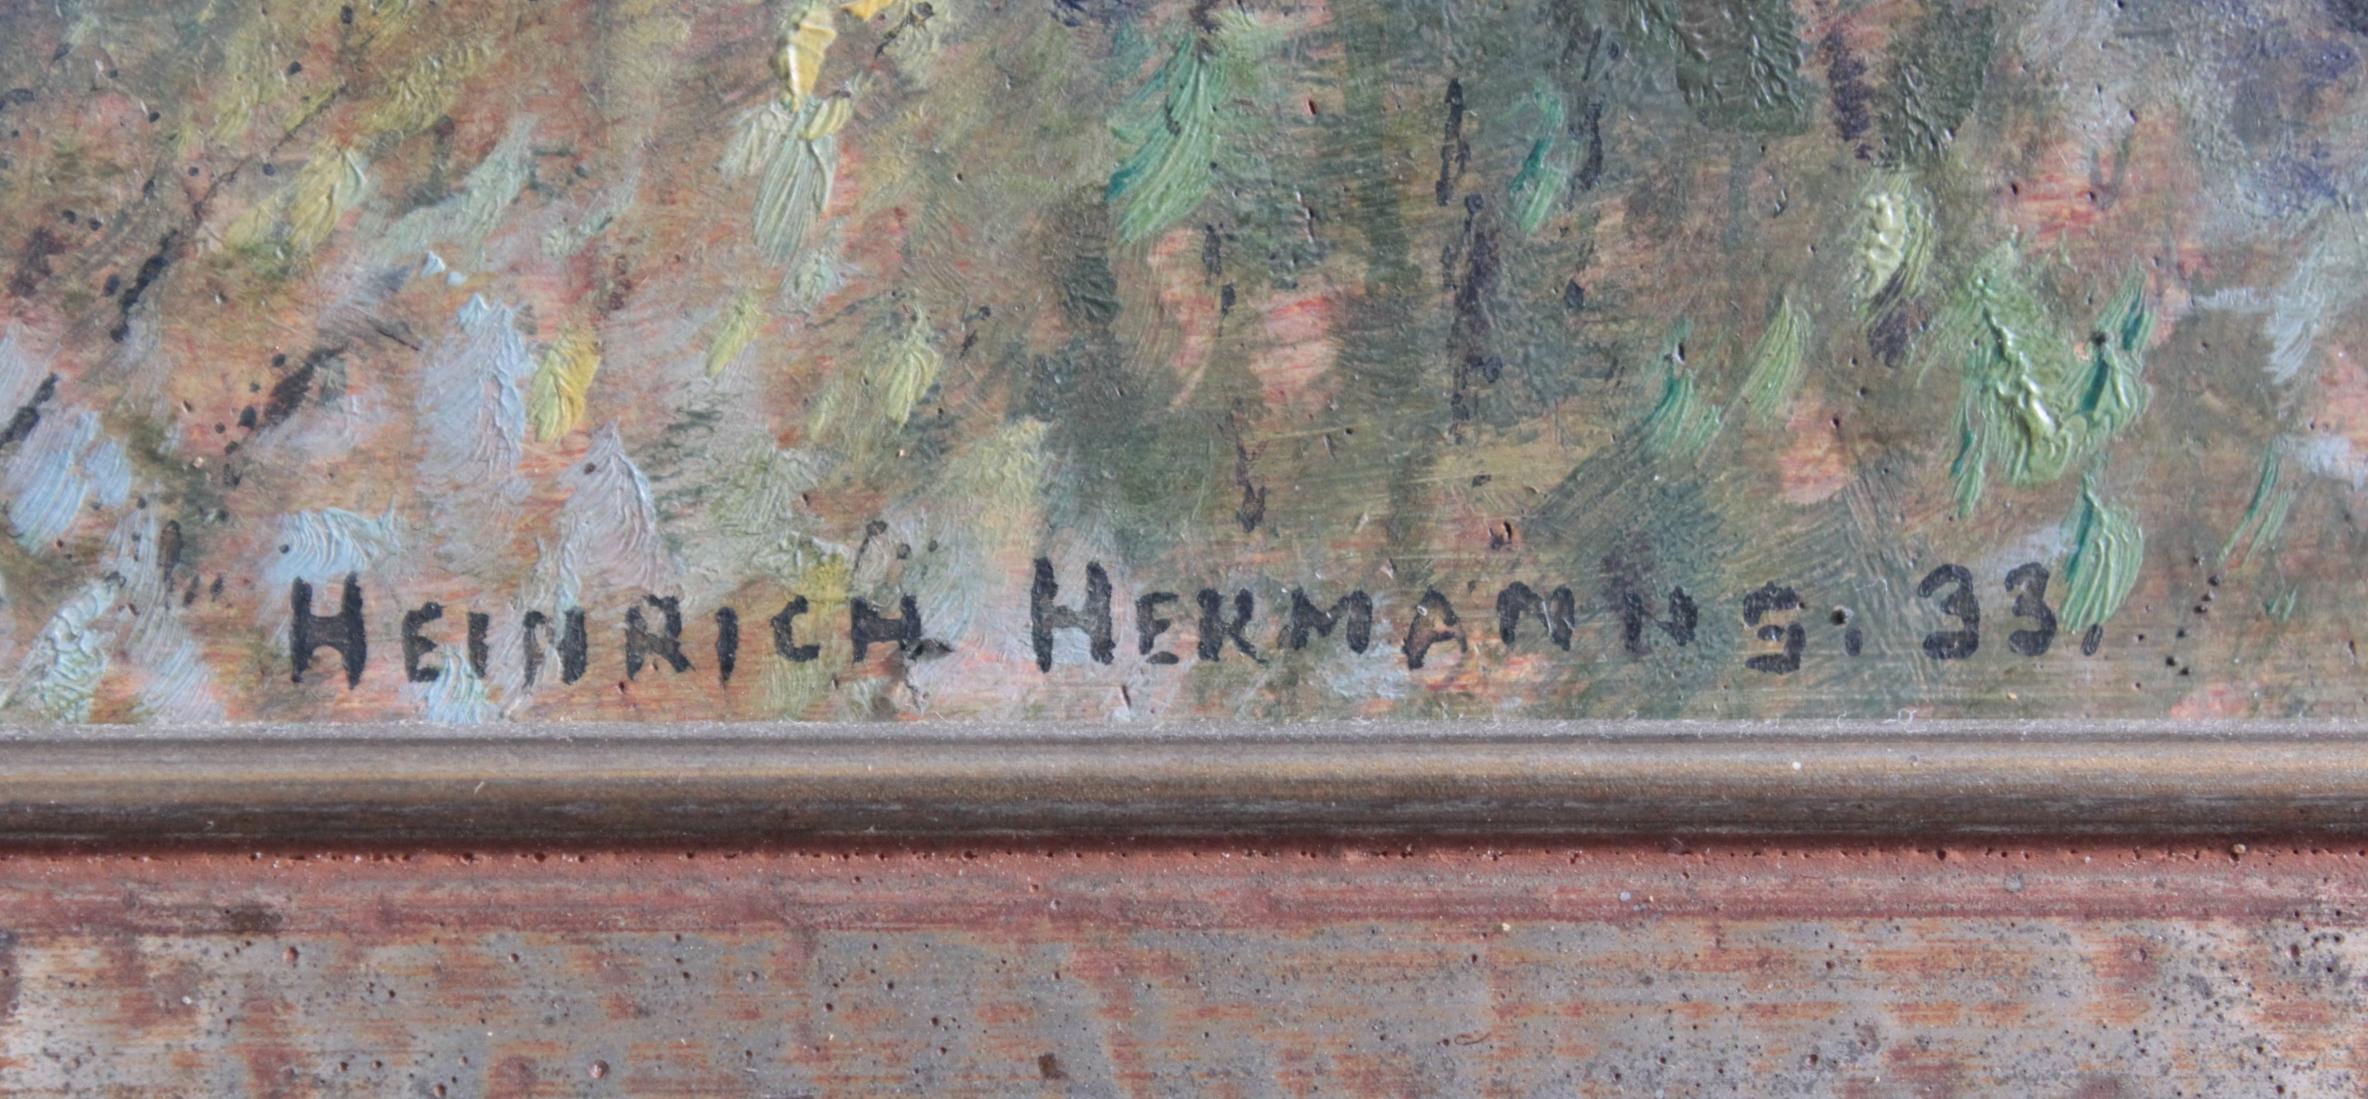 HEINRICH HERMANNS. 33.